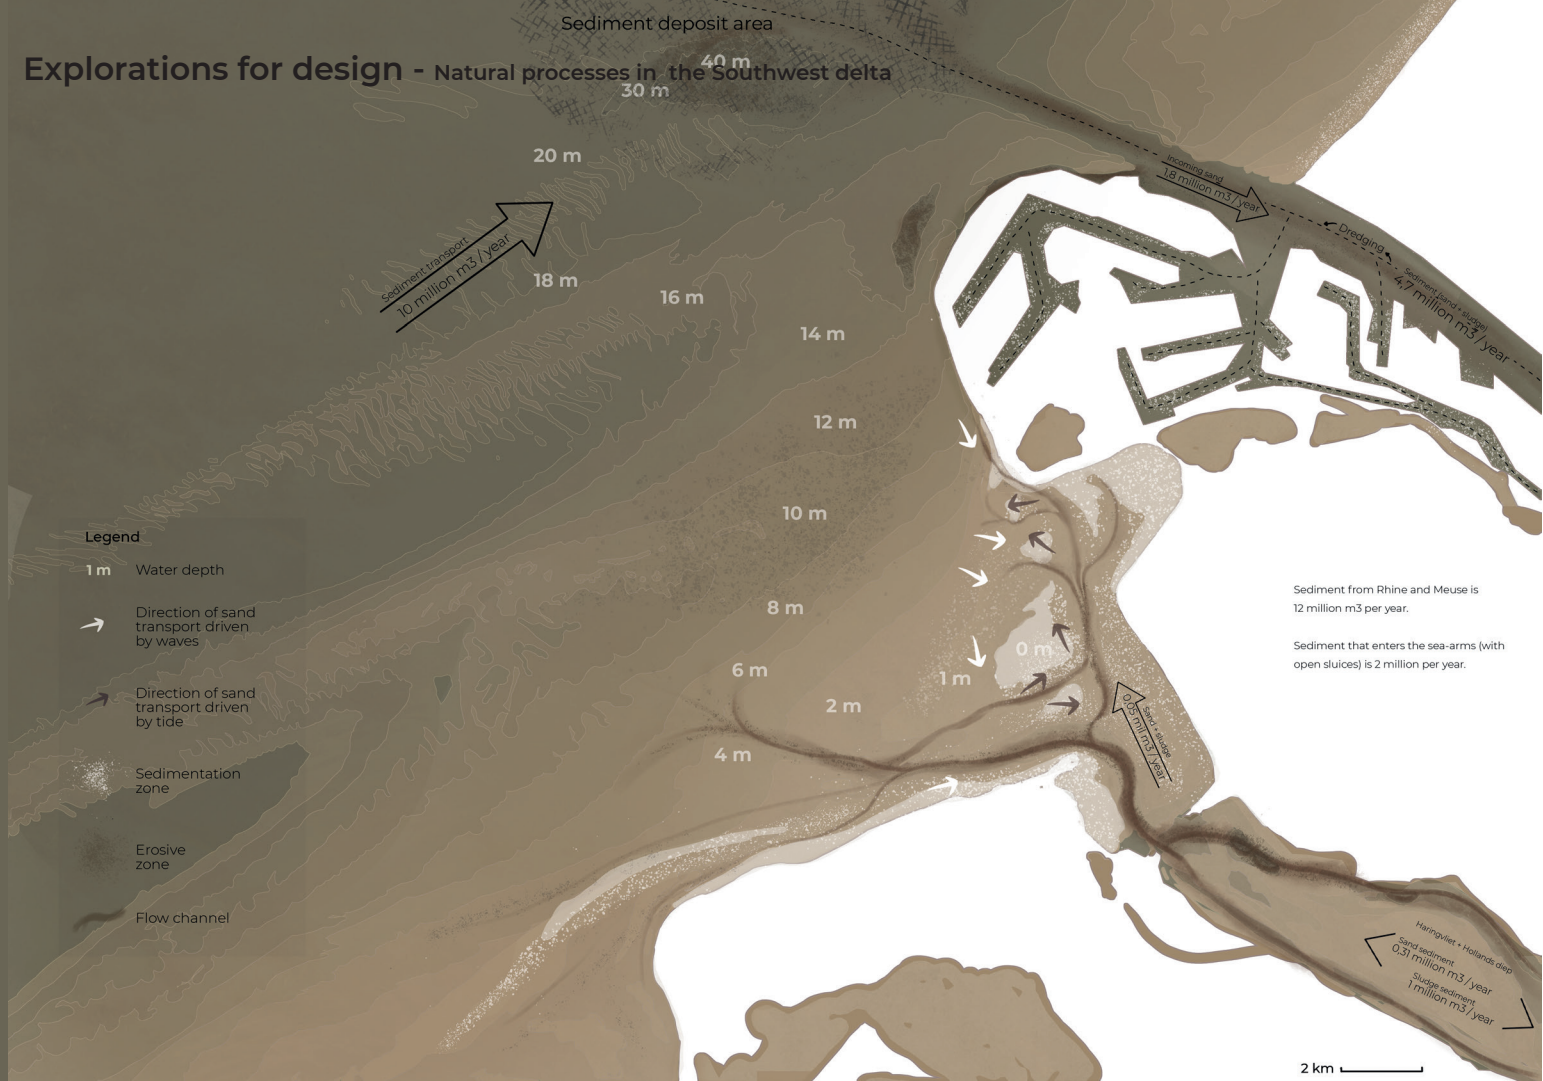 Sediment deposit area
Explorations for design - Natural processes in the Southwest delta
40 m
30 m
20 m
Sediment transport
10 million m3 / year
18 m
16 m
14 m
12 m
10 m
8 m
6 m
4 m
2 m
1 m
0 m
Incoming sand
1,8 million m3 / year
Dredging
Sediment (sand + sludge)
4,7 million m3 / year
Legend
1 m
Water depth
Direction of sand
transport driven
by waves
Direction of sand
transport driven
by tide
Sedimentation
zone
Erosive
zone
Flow channel
Sediment from Rhine and Meuse is
12 million m3 per year.
Sediment that enters the sea-arms (with
open sluices) is 2 million per year.
Sand + sludge
0,05 mil m3 / year
Haringvliet + Hollands diep
Sand sediment
0,31 million m3 / year
Sludge sediment
1 million m3 / year
2 km